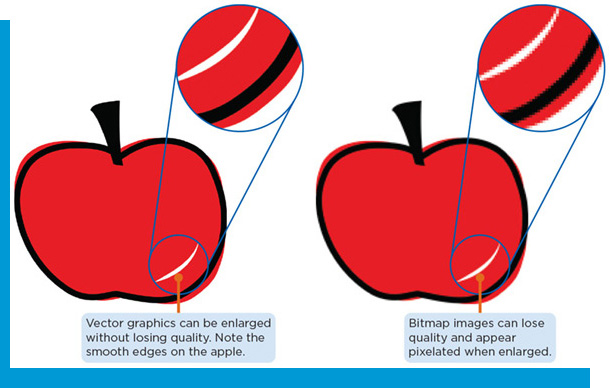 Vector graphics can be enlarged
without losing quality. Note the
smooth edges on the apple.
Bitmap images can lose
quality and appear
pixelated when enlarged.